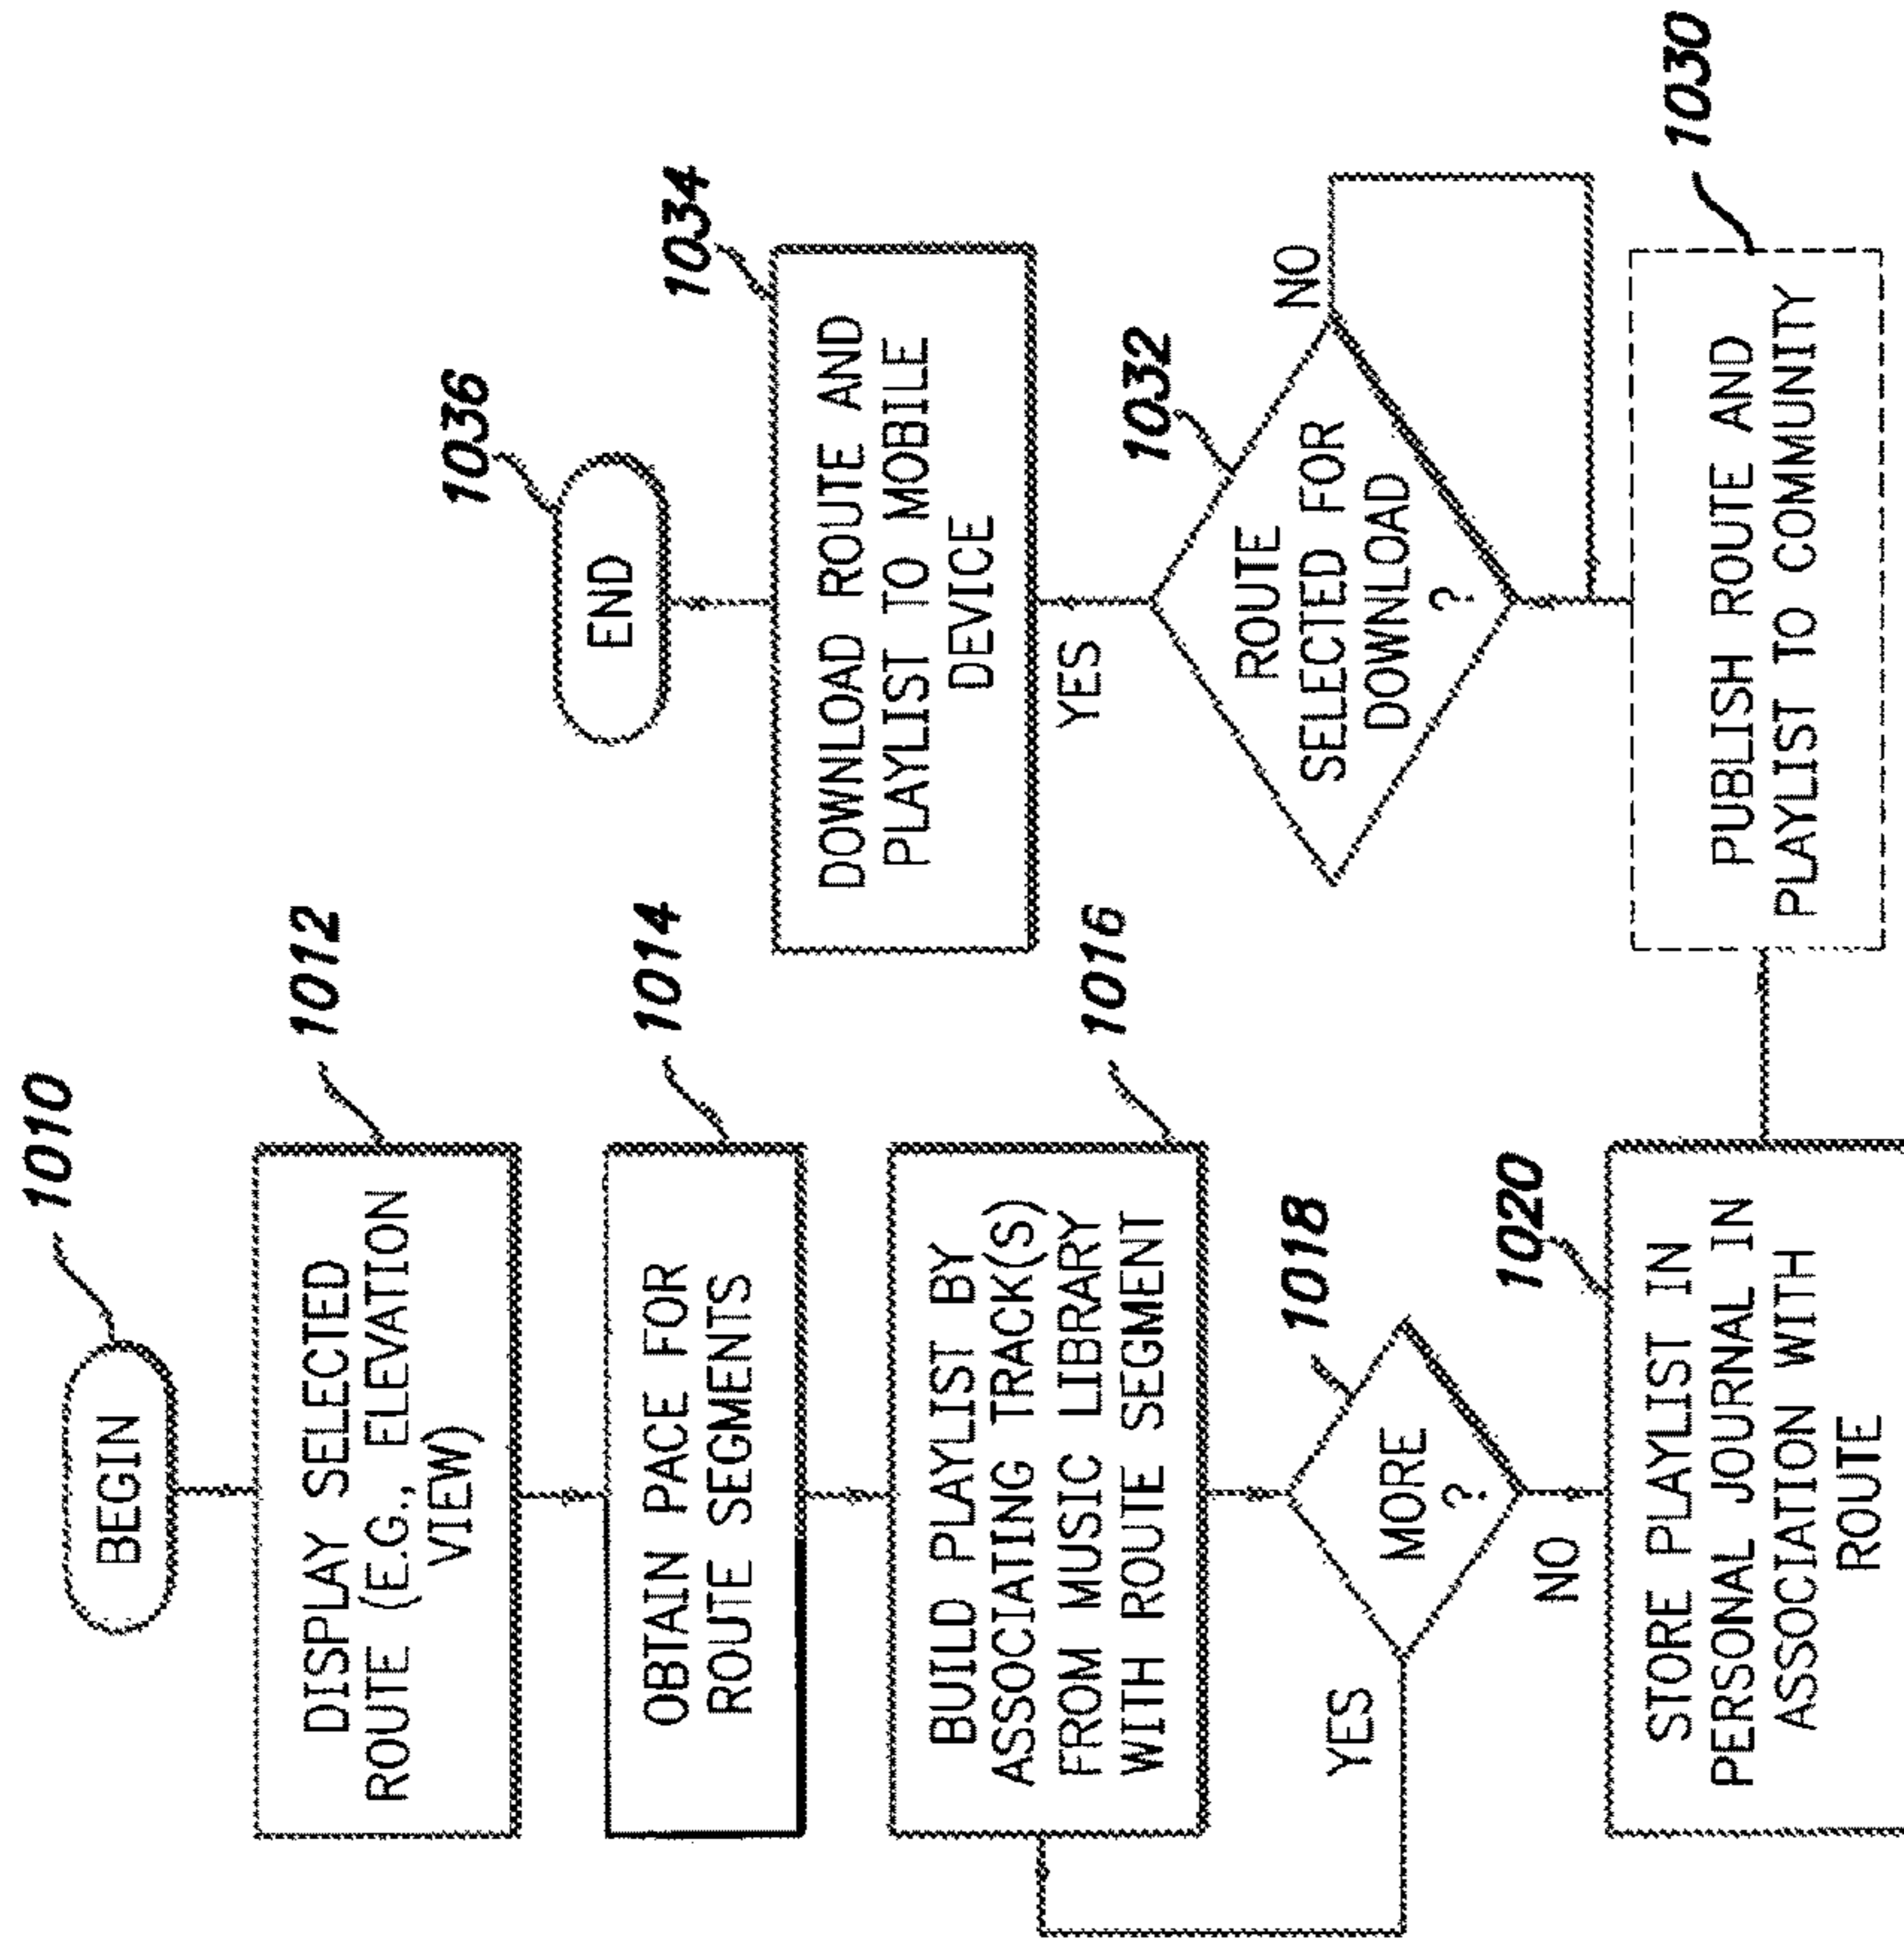 1010
BEGIN
1012
DISPLAY SELECTED
ROUTE (E.G., ELEVATION
VIEW)
1014
OBTAIN PACE FOR
ROUTE SEGMENTS
1016
BUILD PLAYLIST BY
ASSOCIATING TRACK(S)
FROM MUSIC LIBRARY
WITH ROUTE SEGMENT
1018
MORE
?
YES
NO
1020
STORE PLAYLIST IN
PERSONAL JOURNAL IN
ASSOCIATION WITH
ROUTE
1030
PUBLISH ROUTE AND
PLAYLIST TO COMMUNITY
1032
ROUTE
SELECTED FOR
DOWNLOAD
?
NO
YES
1034
DOWNLOAD ROUTE AND
PLAYLIST TO MOBILE
DEVICE
1036
END